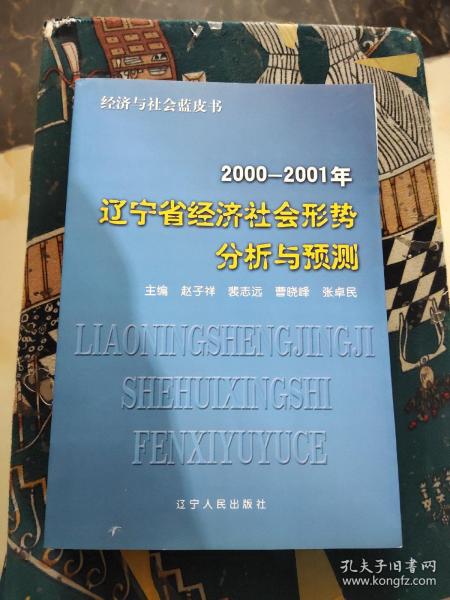 经济与社会蓝皮书
2000-2001年
辽宁省经济社会形势
分析与预测
主编 赵子祥 裴志远 曹晓峰 张卓民
LIAONINGSHENGJINGJI
SHEHUIXINGSHI
FENXIYUYUCE
辽宁人民出版社
孔夫子旧书网
www.kongfz.com